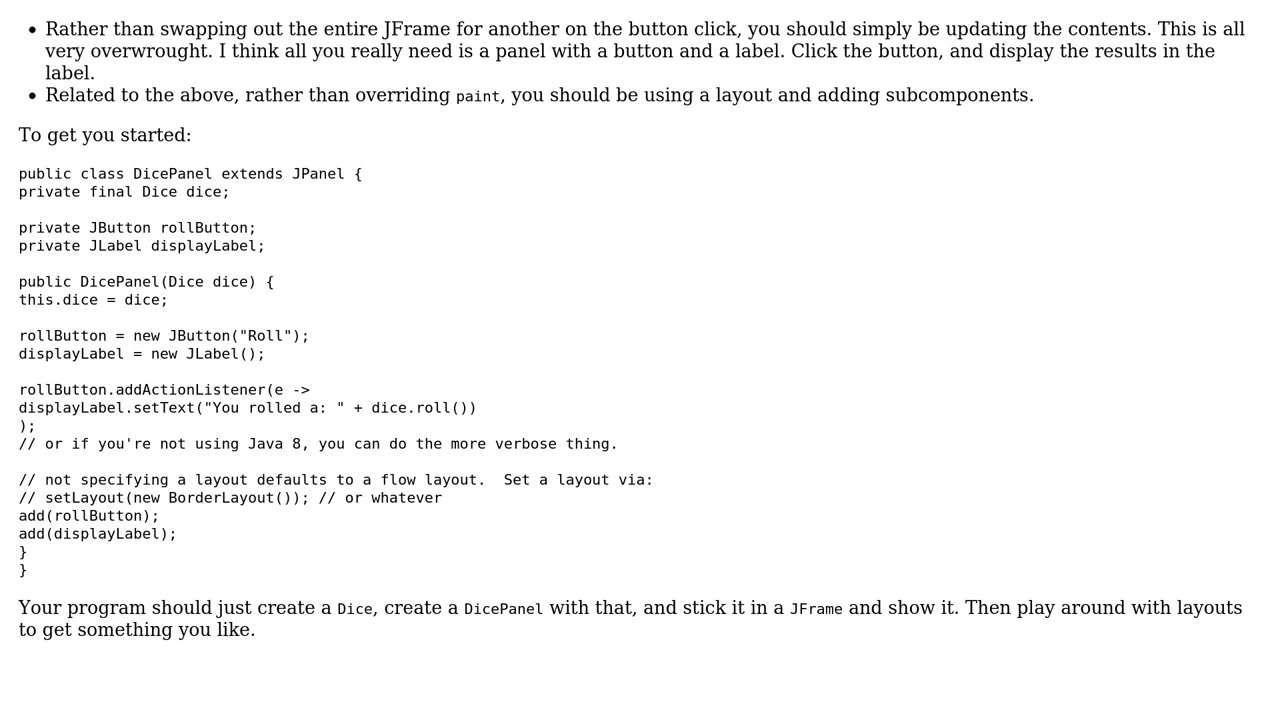 Rather than swapping out the entire JFrame for another on the button click, you should simply be updating the contents. This is all
very overwrought. I think all you really need is a panel with a button and a label. Click the button, and display the results in the
label.
Related to the above, rather than overriding paint, you should be using a layout and adding subcomponents.
To get you started:
public class DicePanel extends JPanel {
private final Dice dice;
private JButton rollButton;
private JLabel displayLabel;
public DicePanel(Dice dice) {
this.dice = dice;
rollButton = new JButton("Roll");
displayLabel = new JLabel();
rollButton.addActionListener(e ->
displayLabel.setText("You rolled a: " + dice.roll())
);
// or if you're not using Java 8, you can do the more verbose thing.
// not specifying a layout defaults to a flow layout.  Set a layout via:
// setLayout(new BorderLayout()); // or whatever
add(rollButton);
add(displayLabel);
}
}
Your program should just create a Dice, create a DicePanel with that, and stick it in a JFrame and show it. Then play around with layouts
to get something you like.